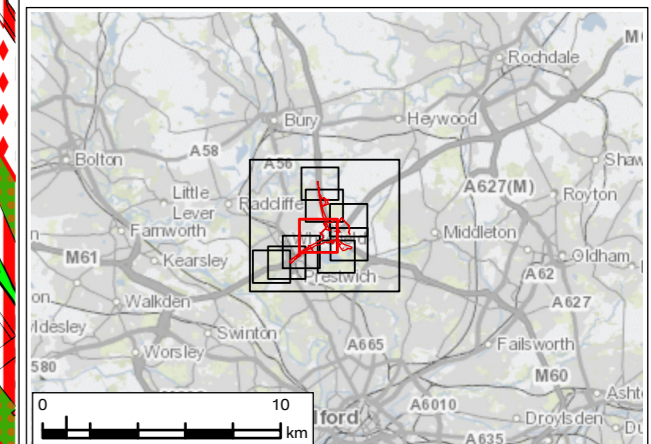 Rochdale
M
Bury
Heywood
Bolton
A58
A56
Shaw
A627(M)
Little Lever
Radcliffe
Royton
Farnworth
Middleton
Oldham
M61
Kearsley
A62
Prestwich
A627
Walkden
Swinton
A665
Failsworth
Worsley
580
M60
0
10
km
lford
A6010
Droylsden
A635